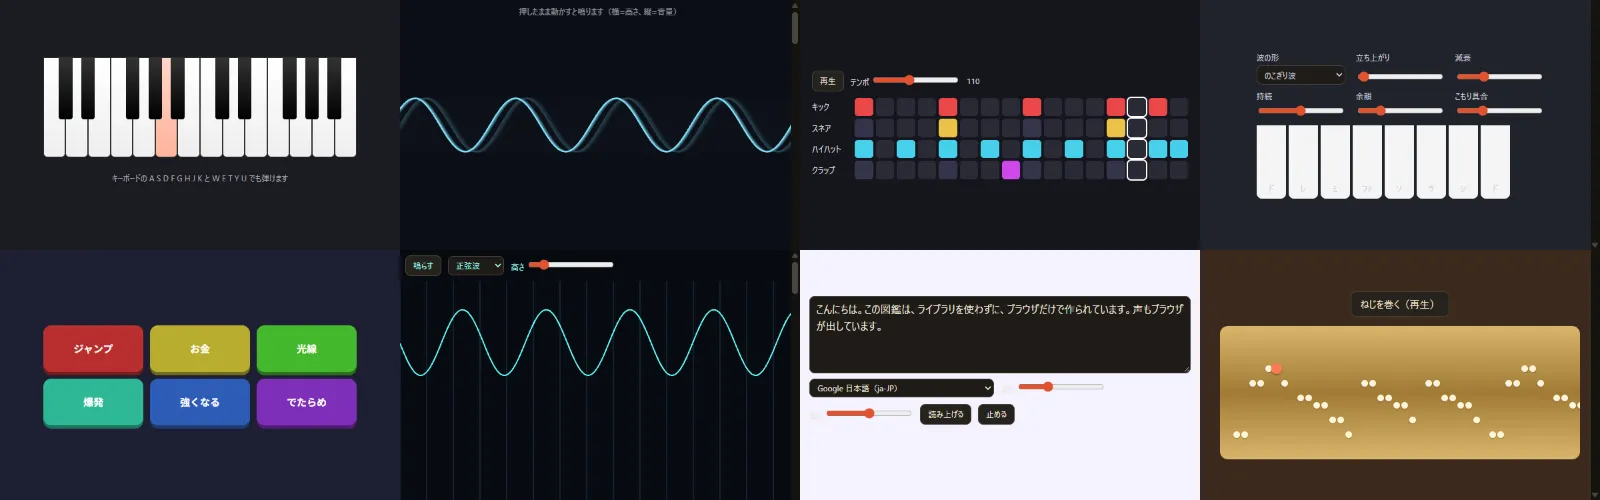 キーボードの A S D F G H J K と W E T Y U でも弾けます
押したまま動かすと鳴ります（横=高さ、縦=音量）
再生
テンポ
110
キック
スネア
ハイハット
クラップ
波の形
立ち上がり
減衰
のこぎり波
持続
余韻
こもり具合
ド
レ
ミ
ファ
ソ
ラ
シ
ド
ジャンプ
お金
光線
爆発
強くなる
でたらめ
鳴らす
正弦波
高さ
こんにちは。この図鑑は、ライブラリを使わずに、ブラウザだけで作られています。声もブラウザ
が出しています。
Google 日本語（ja-JP）
読み上げる
止める
ねじを巻く（再生）